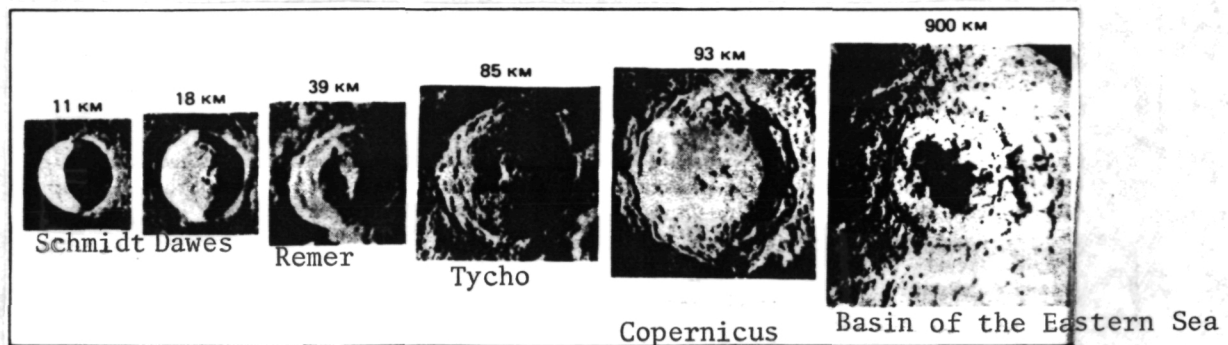 11 км
18 км
39 км
85 км
93 км
900 км
Schmidt
Dawes
Remer
Tycho
Copernicus
Basin of the Eastern Sea